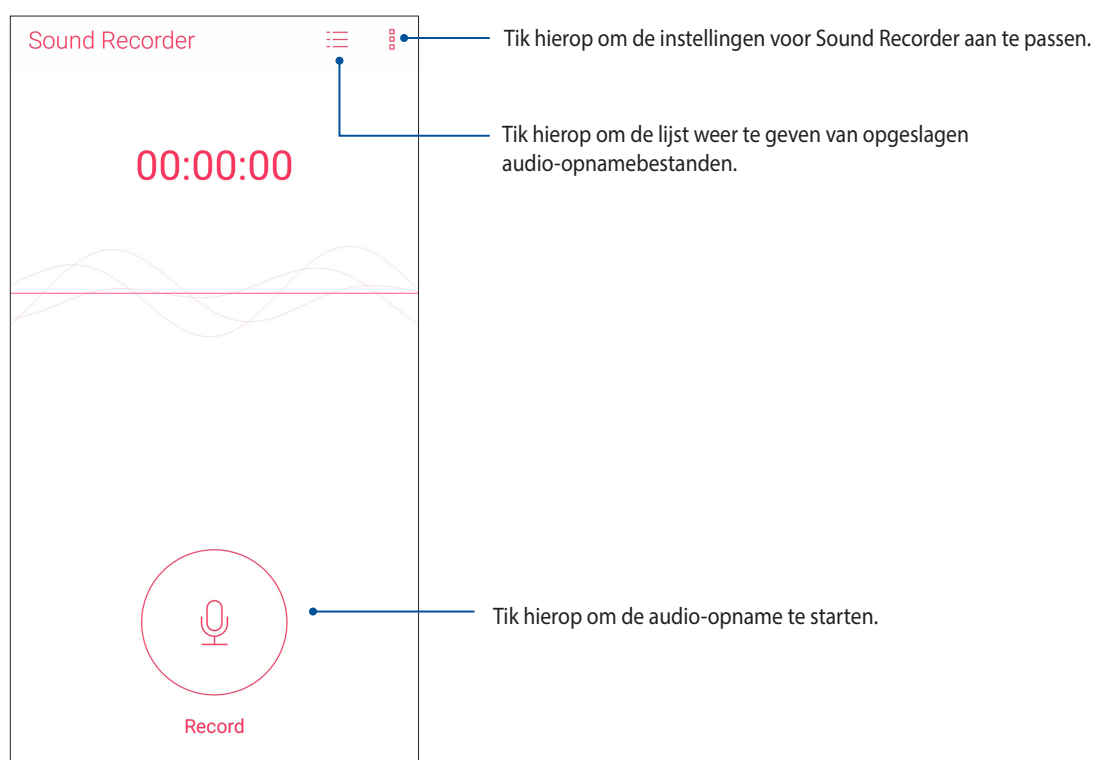 Sound Recorder
Tik hierop om de instellingen voor Sound Recorder aan te passen.
Tik hierop om de lijst weer te geven van opgeslagen
audio-opnamebestanden.
00:00:00
Tik hierop om de audio-opname te starten.
Record